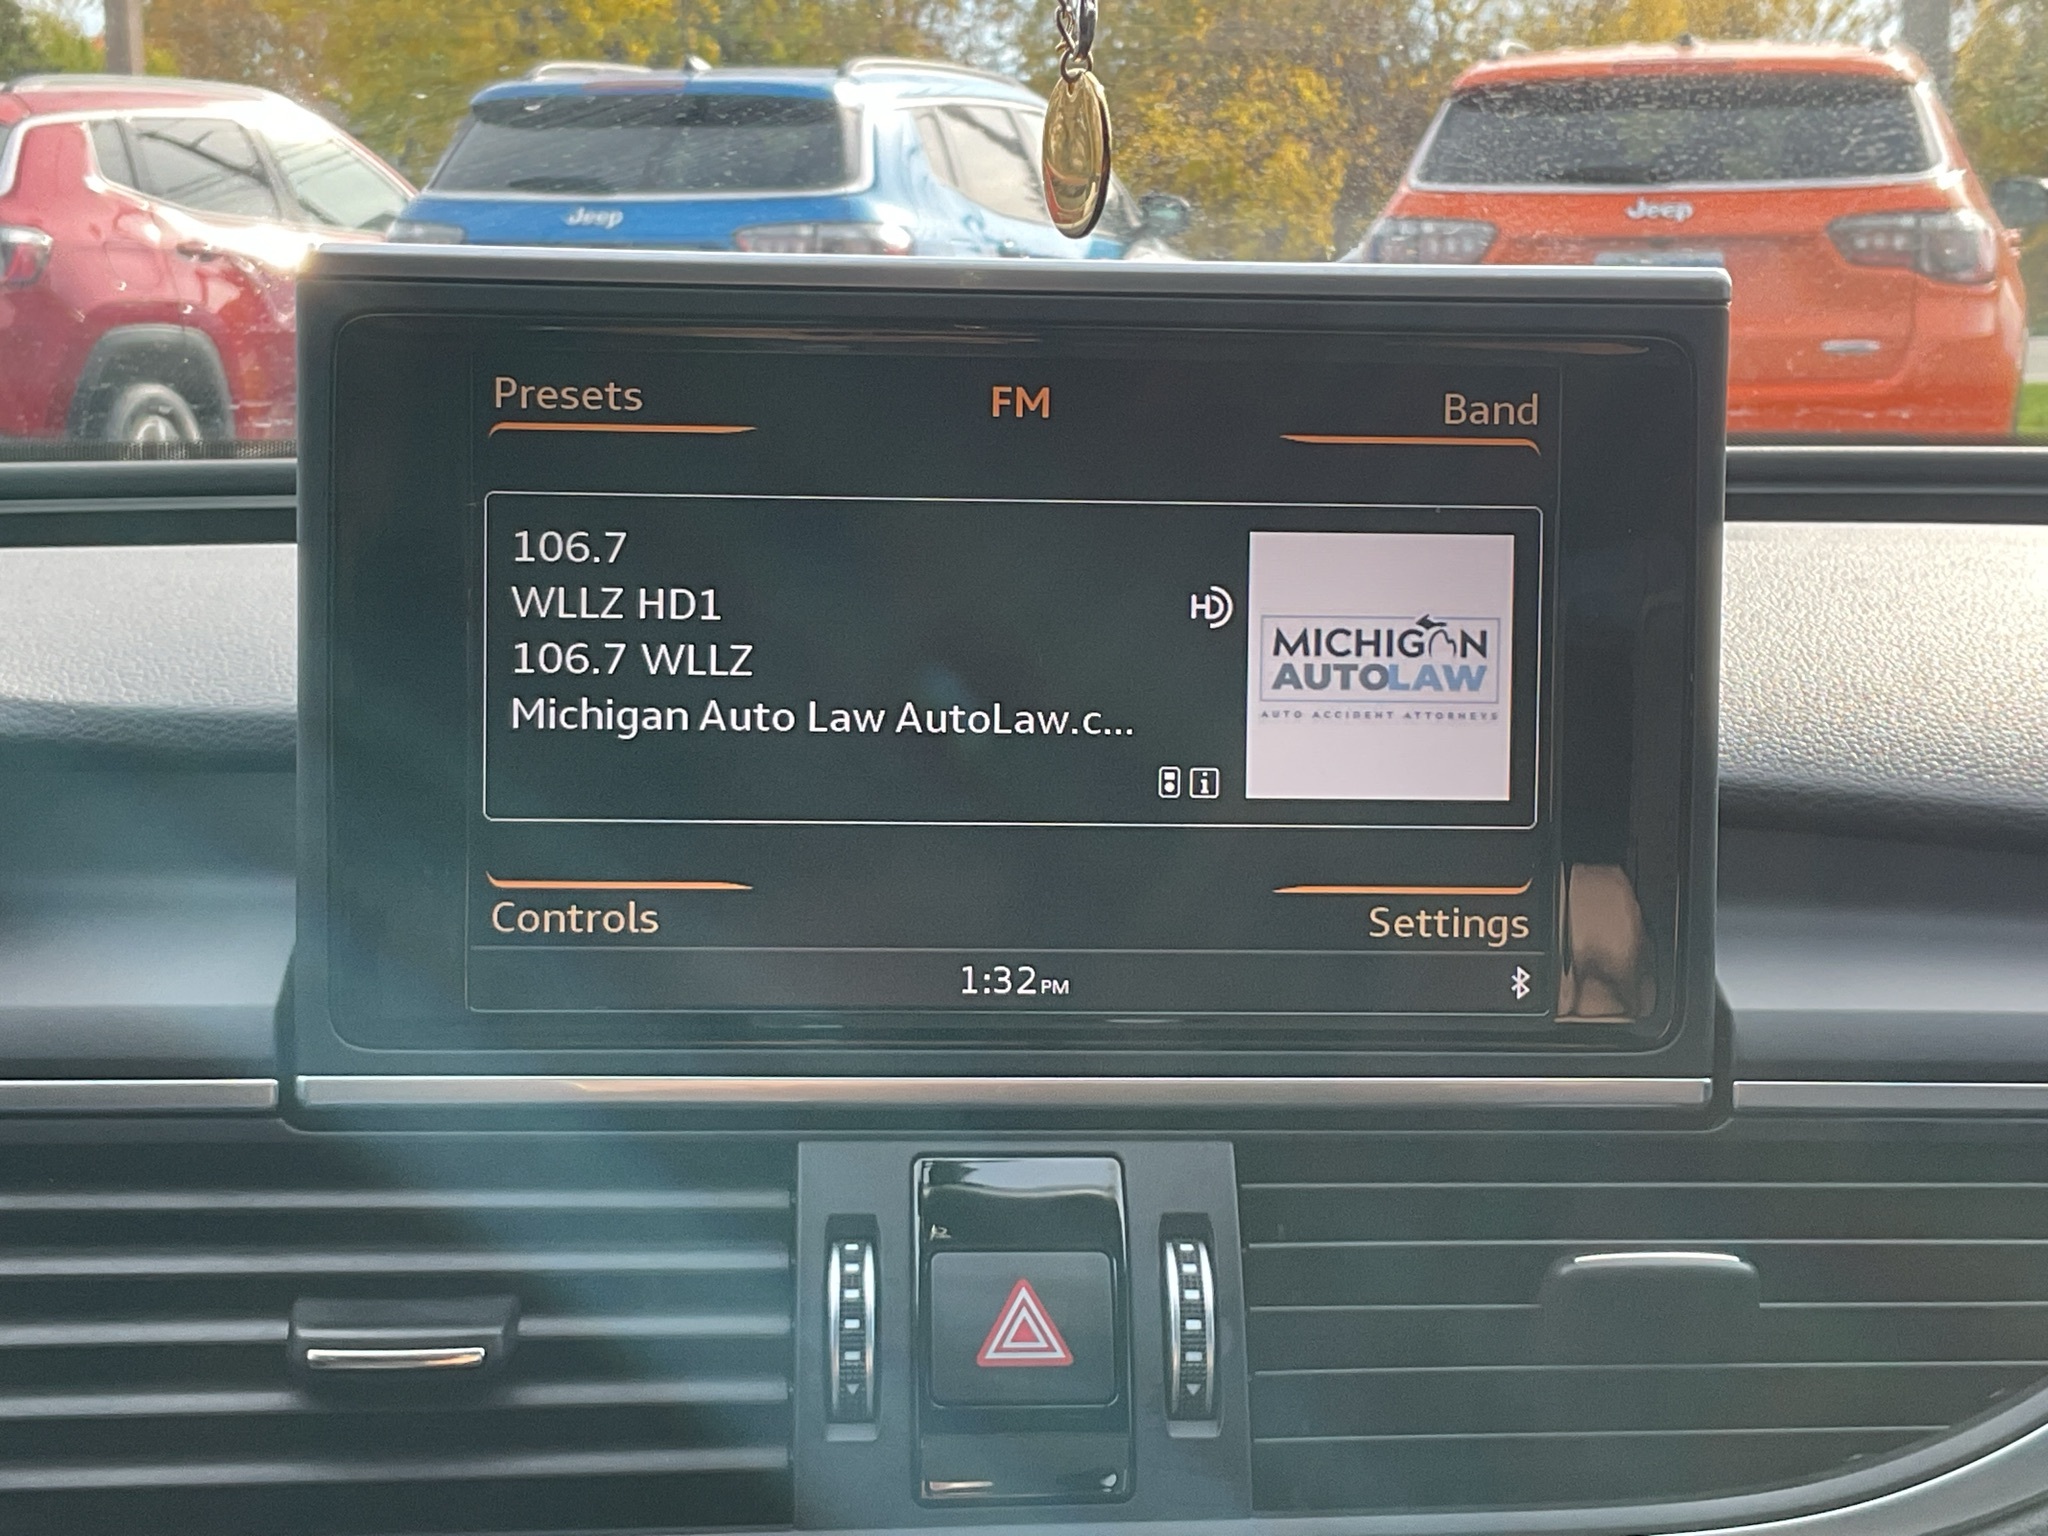 Jeep
Jeep
Presets
FM
Band
106.7
WLLZ HD1
106.7 WLLZ
Michigan Auto Law AutoLaw.c...
HD
MICHIGAN
AUTOLAW
AUTO ACCIDENT ATTORNEYS
i
Controls
Settings
1:32PM